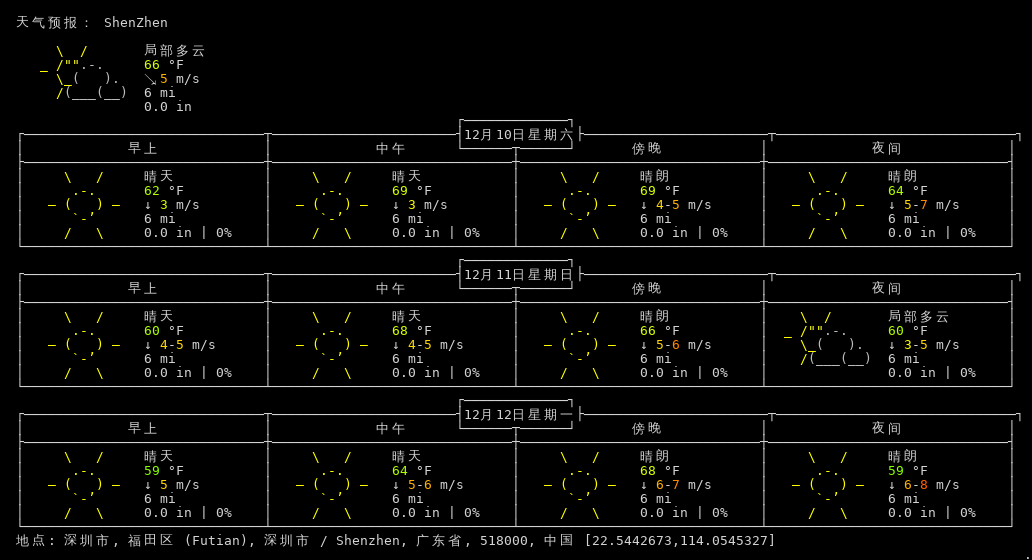 天气预报: ShenZhen
局部多云
66 °F
↘5 m/s
6 mi
0.0 in
12月10日星期六
早上 中午 傍晚 夜间
晴天 晴天 晴朗 晴朗
62 °F 69 °F 69 °F 64 °F
↓ 3 m/s ↓ 3 m/s ↓ 4-5 m/s ↓ 5-7 m/s
6 mi 6 mi 6 mi 6 mi
0.0 in | 0% 0.0 in | 0% 0.0 in | 0% 0.0 in | 0%
12月11日星期日
早上 中午 傍晚 夜间
晴天 晴天 晴朗 局部多云
60 °F 68 °F 66 °F 60 °F
↓ 4-5 m/s ↓ 4-5 m/s ↓ 5-6 m/s ↓ 3-5 m/s
6 mi 6 mi 6 mi 6 mi
0.0 in | 0% 0.0 in | 0% 0.0 in | 0% 0.0 in | 0%
12月12日星期一
早上 中午 傍晚 夜间
晴天 晴天 晴朗 晴朗
59 °F 64 °F 68 °F 59 °F
↓ 5 m/s ↓ 5-6 m/s ↓ 6-7 m/s ↓ 6-8 m/s
6 mi 6 mi 6 mi 6 mi
0.0 in | 0% 0.0 in | 0% 0.0 in | 0% 0.0 in | 0%
地点: 深圳市, 福田区 (Futian), 深圳市 / Shenzhen, 广东省, 518000, 中国 [22.5442673,114.0545327]